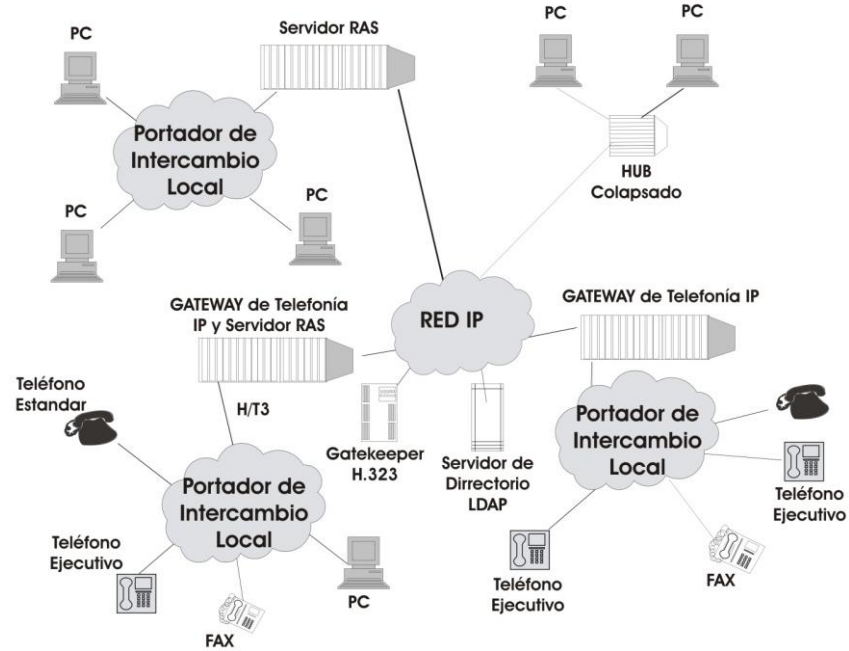 PC
Servidor RAS
PC
PC
Portador de
Intercambio
Local
HUB
Colapsado
PC
PC
GATEWAY de Telefonía
IP y Servidor RAS
RED IP
GATEWAY de Telefonía IP
Teléfono
Estandar
H/T3
Gatekeeper
H.323
Servidor de
Dirrectorio
LDAP
Portador de
Intercambio
Local
Portador de
Intercambio
Local
Teléfono
Ejecutivo
Teléfono
Ejecutivo
PC
FAX
Teléfono
Ejecutivo
FAX